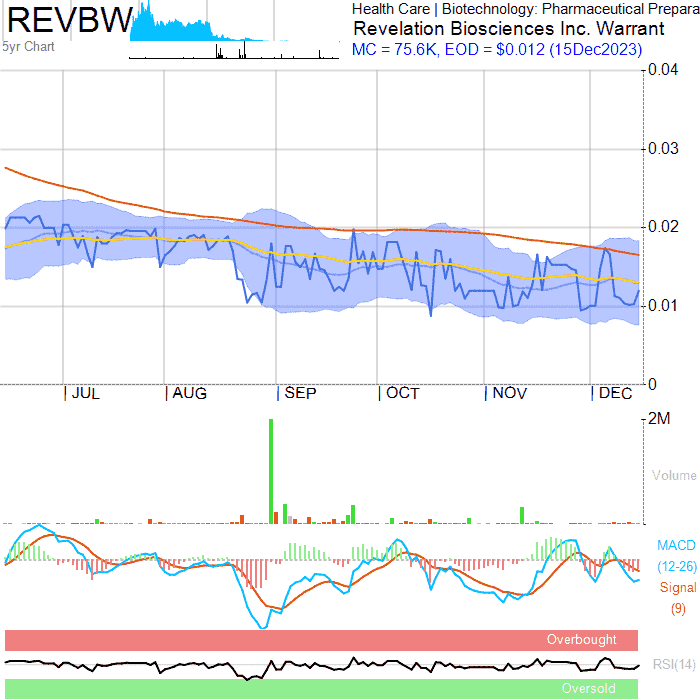 REVBW
5yr Chart
Health Care | Biotechnology: Pharmaceutical Prepara
Revelation Biosciences Inc. Warrant
MC = 75.6K, EOD = $0.012 (15Dec2023)
0.04
0.03
0.02
0.01
0
JUL
AUG
SEP
OCT
NOV
DEC
2M
Volume
MACD
(12-26)
Signal
(9)
Overbought
RSI(14)
Oversold